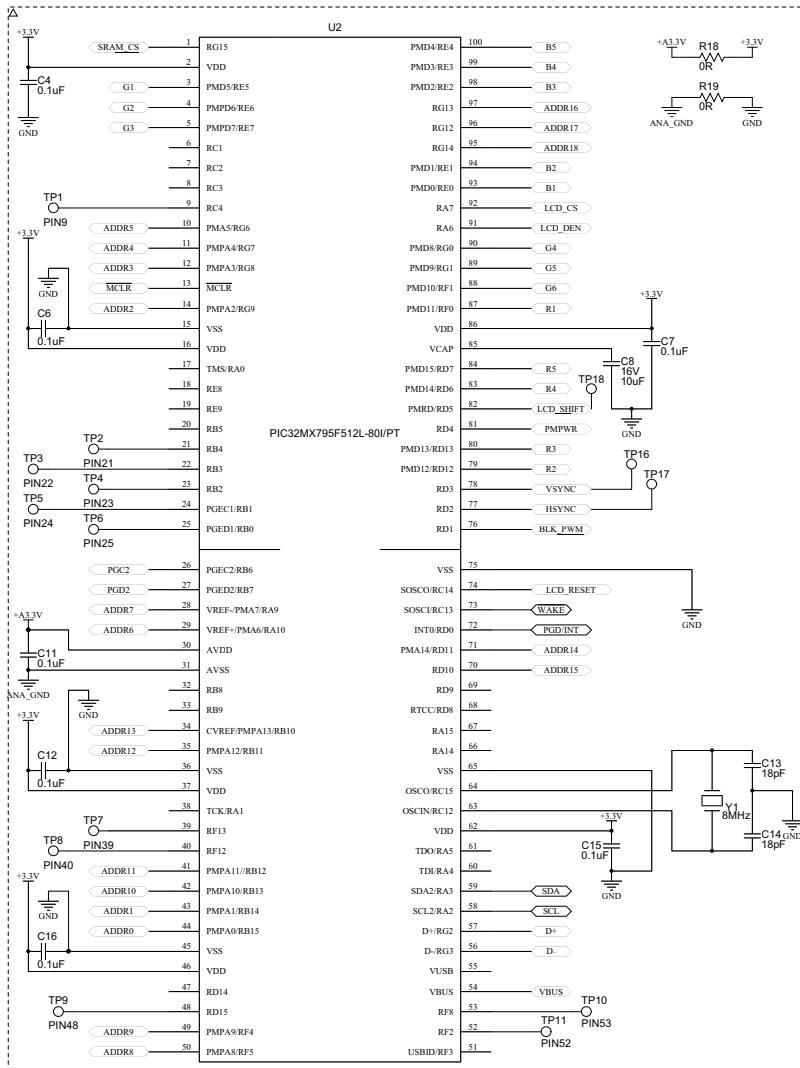 U2
PIC32MX795F512L-80I/PT
SRAM_CS 1 RG15
2 VDD
G1 3 PMD5/RE5
G2 4 PMPD6/RE6
G3 5 PMPD7/RE7
6 RC1
7 RC2
8 RC3
TP1 PIN9 9 RC4
ADDR5 10 PMA5/RG6
ADDR4 11 PMPA4/RG7
ADDR3 12 PMPA3/RG8
MCLR 13 MCLR
ADDR2 14 PMPA2/RG9
15 VSS
16 VDD
17 TMS/RA0
18 RE8
19 RE9
20 RB5
TP2 PIN21 21 RB4
TP3 PIN22 22 RB3
TP4 PIN23 23 RB2
TP5 PIN24 24 PGEC1/RB1
TP6 PIN25 25 PGED1/RB0
PGC2 26 PGEC2/RB6
PGD2 27 PGED2/RB7
ADDR7 28 VREF-/PMA7/RA9
ADDR6 29 VREF+/PMA6/RA10
30 AVDD
31 AVSS
32 RB8
33 RB9
ADDR13 34 CVREF/PMPA13/RB10
ADDR12 35 PMPA12/RB11
36 VSS
37 VDD
38 TCK/RA1
TP7 PIN39 39 RF13
TP8 PIN40 40 RF12
ADDR11 41 PMPA11//RB12
ADDR10 42 PMPA10/RB13
ADDR1 43 PMPA1/RB14
ADDR0 44 PMPA0/RB15
45 VSS
46 VDD
47 RD14
TP9 PIN48 48 RD15
ADDR9 49 PMPA9/RF4
ADDR8 50 PMPA8/RF5
+3.3V
C4
0.1uF
GND
+3.3V
GND
C6
0.1uF
+A3.3V
C11
0.1uF
ANA_GND
GND
+3.3V
C12
0.1uF
+3.3V
GND
C16
0.1uF
PMD4/RE4 100 B5
PMD3/RE3 99 B4
PMD2/RE2 98 B3
RG13 97 ADDR16
RG12 96 ADDR17
RG14 95 ADDR18
PMD1/RE1 94 B2
PMD0/RE0 93 B1
RA7 92 LCD_CS
RA6 91 LCD_DEN
PMD8/RG0 90 G4
PMD9/RG1 89 G5
PMD10/RF1 88 G6
PMD11/RF0 87 R1
VDD 86
VCAP 85
PMD15/RD7 84 R5
PMD14/RD6 83 R4
PMRD/RD5 82 LCD_SHIFT TP18
RD4 81 PMPWR
PMD13/RD13 80 R3
PMD12/RD12 79 R2
RD3 78 VSYNC TP16
RD2 77 HSYNC TP17
RD1 76 BLK_PWM
VSS 75
SOSCO/RC14 74 LCD_RESET
SOSCI/RC13 73 WAKE
INT0/RD0 72 PGD/INT
PMA14/RD11 71 ADDR14
RD10 70 ADDR15
RD9 69
RTCC/RD8 68
RA15 67
RA14 66
VSS 65
OSCO/RC15 64
OSCIN/RC12 63
VDD 62
TDO/RA5 61
TDI/RA4 60
SDA2/RA3 59 SDA
SCL2/RA2 58 SCL
D+/RG2 57 D+
D-/RG3 56 D-
VUSB 55
VBUS 54 VBUS
RF8 53 TP10 PIN53
RF2 52 TP11 PIN52
USBID/RF3 51
+A3.3V R18 +3.3V
0R
R19
0R
ANA_GND GND
+3.3V
C7
0.1uF
C8
16V
10uF
GND
GND
C13
18pF
Y1
8MHz
GND
C14
18pF
+3.3V
C15
0.1uF
GND